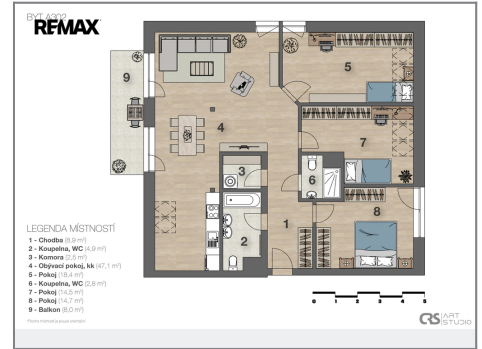 BYT A302
RE/MAX
9
5
4
7
3
6
1
8
2
LEGENDA MÍSTNOSTÍ
1 - Chodba (8,9 m²)
2 - Koupelna, WC (4,9 m²)
3 - Komora (2,5 m²)
4 - Obývací pokoj, kk (47,1 m²)
5 - Pokoj (18,4 m²)
6 - Koupelna, WC (2,8 m²)
7 - Pokoj (14,5 m²)
8 - Pokoj (14,7 m²)
9 - Balkon (8,0 m²)
0 1 2 3 4 5
CRS ART STUDIO